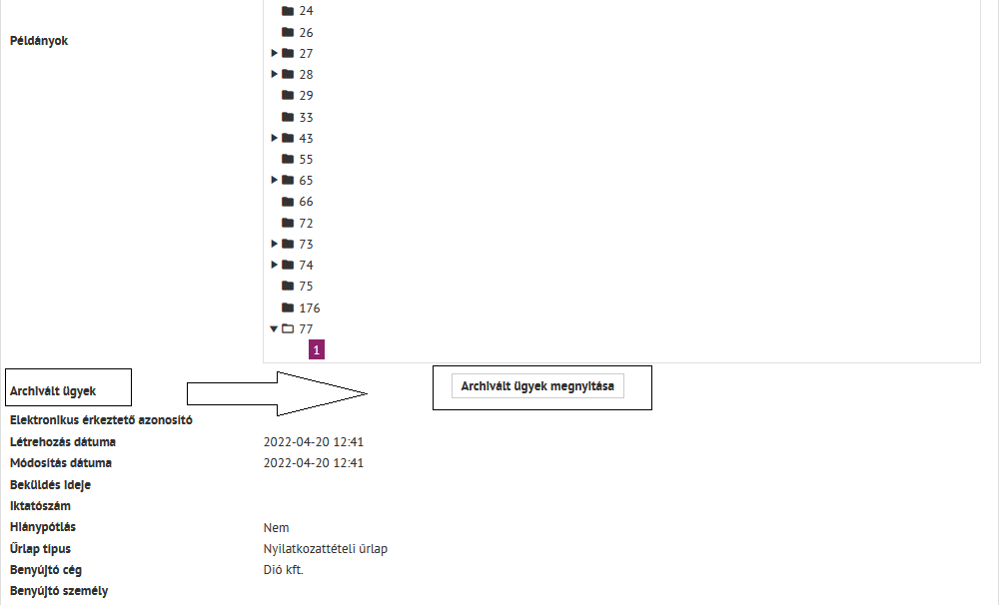 24
26
Példányok
27
28
29
33
43
55
65
66
72
73
74
75
176
77
1
Archivált ügyek
Archivált ügyek megnyitása
Elektronikus érkeztető azonosító
Létrehozás dátuma 2022-04-20 12:41
Módosítás dátuma 2022-04-20 12:41
Beküldés ideje
Iktatószám
Hiánypótlás Nem
Űrlap típus Nyilatkozattételi űrlap
Benyújtó cég Dió kft.
Benyújtó személy